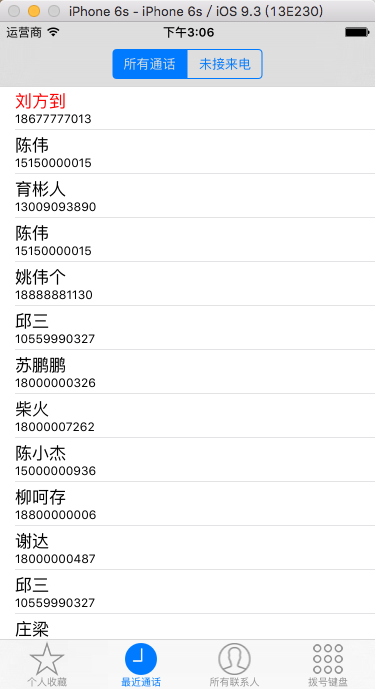 iPhone 6s - iPhone 6s / iOS 9.3 (13E230)
运营商 下午3:06
所有通话 未接来电
刘方到
18677777013
陈伟
15150000015
育彬人
13009093890
陈伟
15150000015
姚伟个
18888881130
邱三
10559990327
苏鹏鹏
18000000326
柴火
18000007262
陈小杰
15000000936
柳呵存
18800000006
谢达
18000000487
邱三
10559990327
庄梁
个人收藏 最近通话 所有联系人 拨号键盘